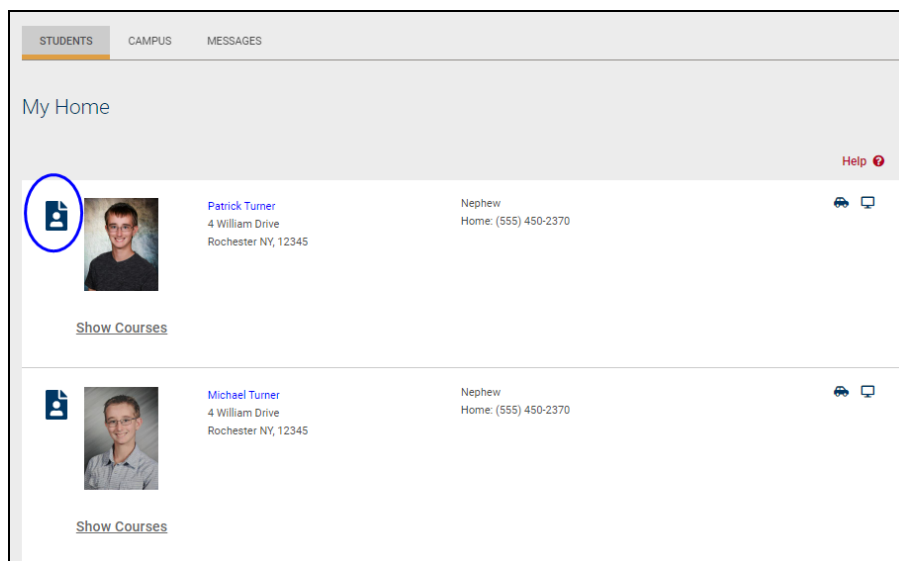 STUDENTS CAMPUS MESSAGES
My Home
Help
Patrick Turner
4 William Drive
Rochester NY, 12345
Nephew
Home: (555) 450-2370
Show Courses
Michael Turner
4 William Drive
Rochester NY, 12345
Nephew
Home: (555) 450-2370
Show Courses